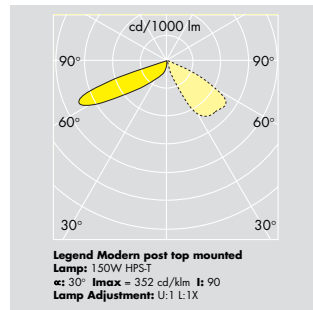 cd/1000 lm
90° 90°
60° 60°
30° 30°
Legend Modern post top mounted
Lamp: 150W HPS-T
∝: 30° Imax = 352 cd/klm I: 90
Lamp Adjustment: U:1 L:1X